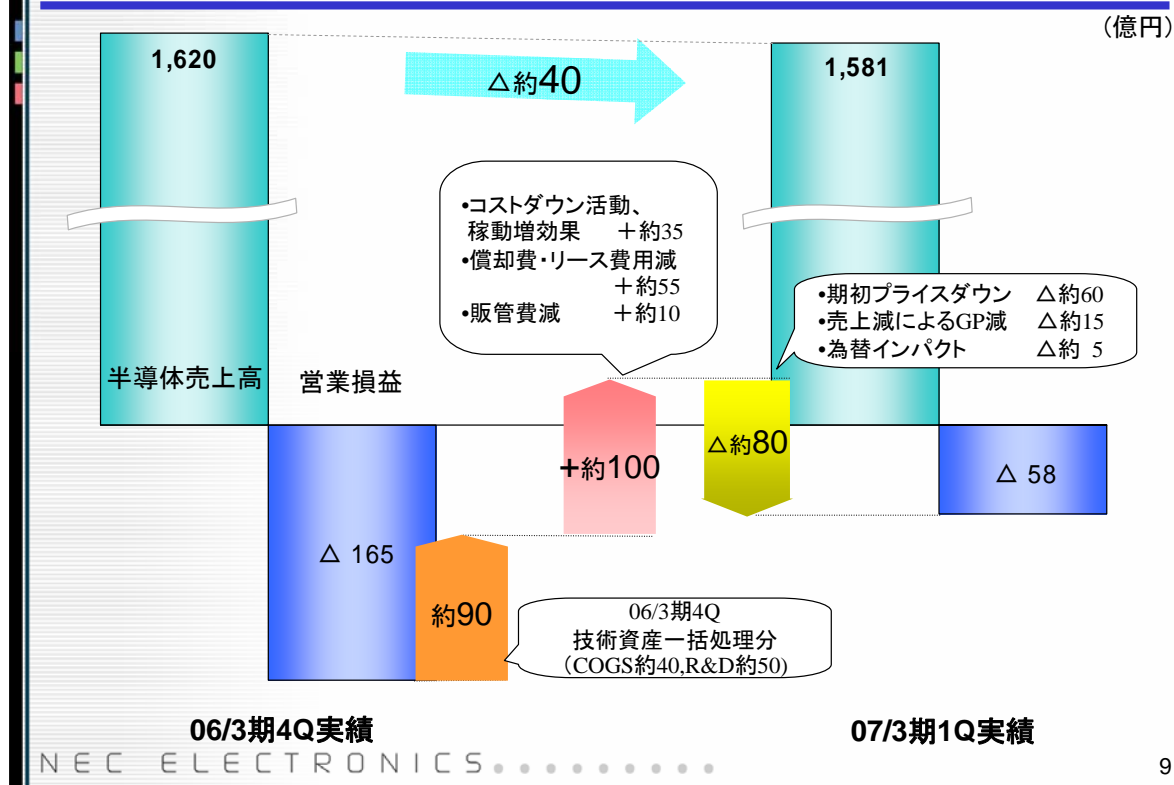 (億円)
1,620
△約40
1,581
•コストダウン活動、
稼動増効果 ＋約35
•償却費・リース費用減
＋約55
•販管費減 ＋約10
•期初プライスダウン △約60
•売上減によるGP減 △約15
•為替インパクト △約 5
半導体売上高
営業損益
+約100
△約80
△ 58
△ 165
約90
06/3期4Q
技術資産一括処理分
（COGS約40,R&D約50)
06/3期4Q実績
07/3期1Q実績
NEC ELECTRONICS
9